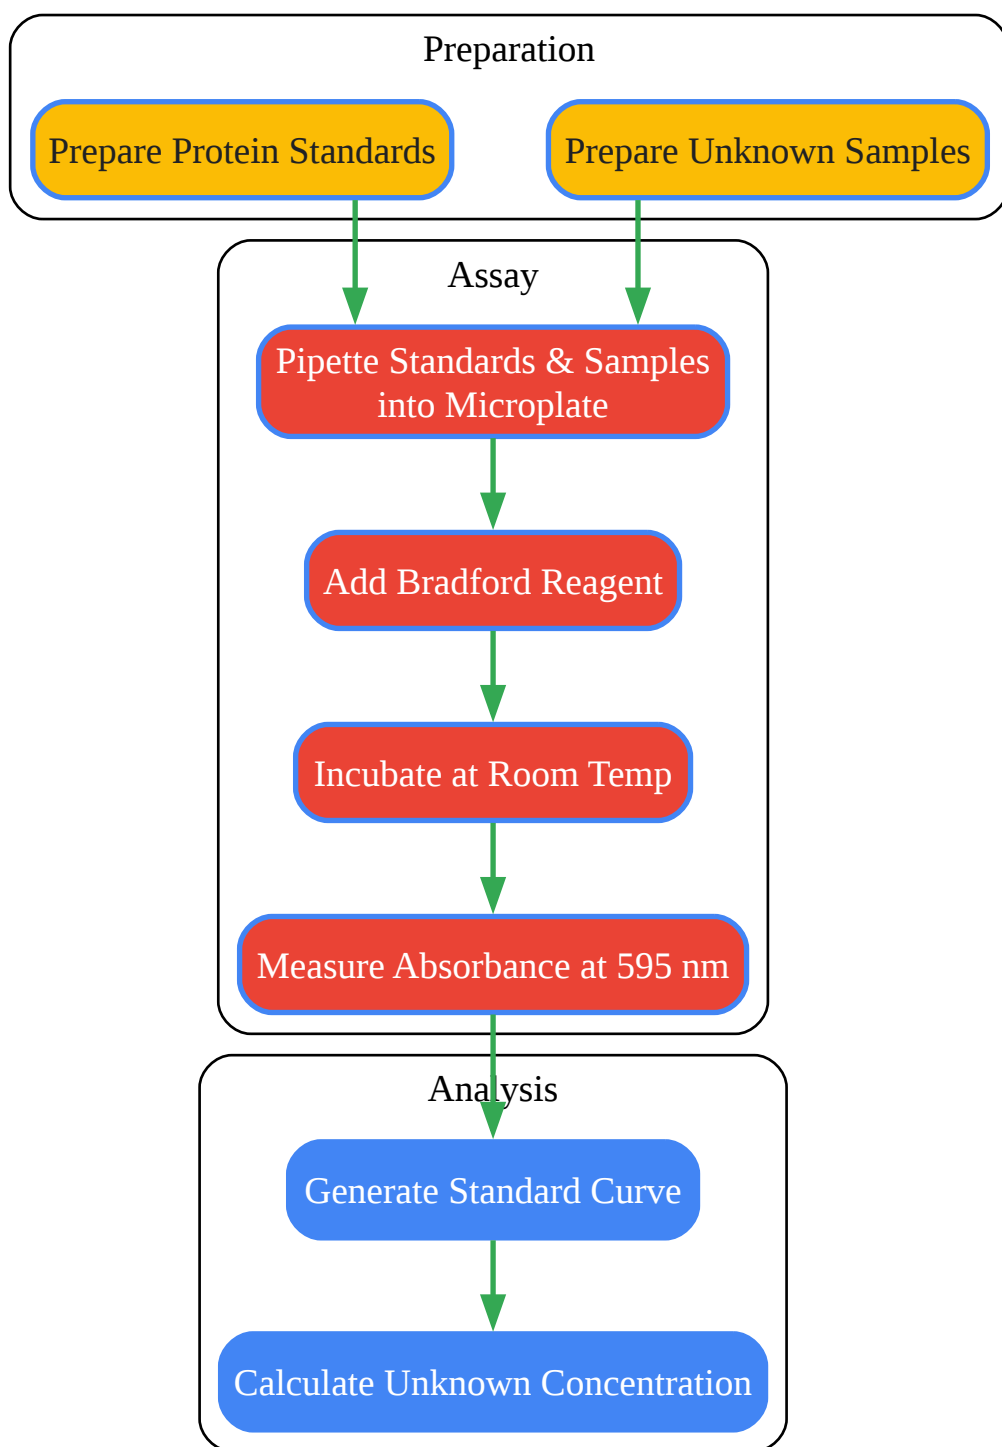 Preparation
Prepare Protein Standards
Prepare Unknown Samples
Assay
Pipette Standards & Samples
into Microplate
Add Bradford Reagent
Incubate at Room Temp
Measure Absorbance at 595 nm
Analysis
Generate Standard Curve
Calculate Unknown Concentration